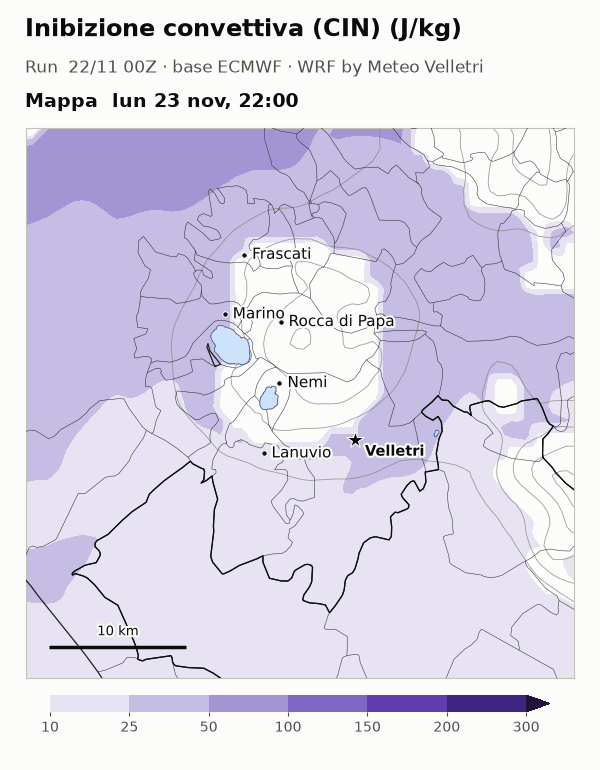 Inibizione convettiva (CIN) (J/kg)
Run  22/11 00Z · base ECMWF · WRF by Meteo Velletri
Mappa  lun 23 nov, 22:00
Frascati
Marino
Rocca di Papa
Nemi
Velletri
Lanuvio
10 km
10 25 50 100 150 200 300